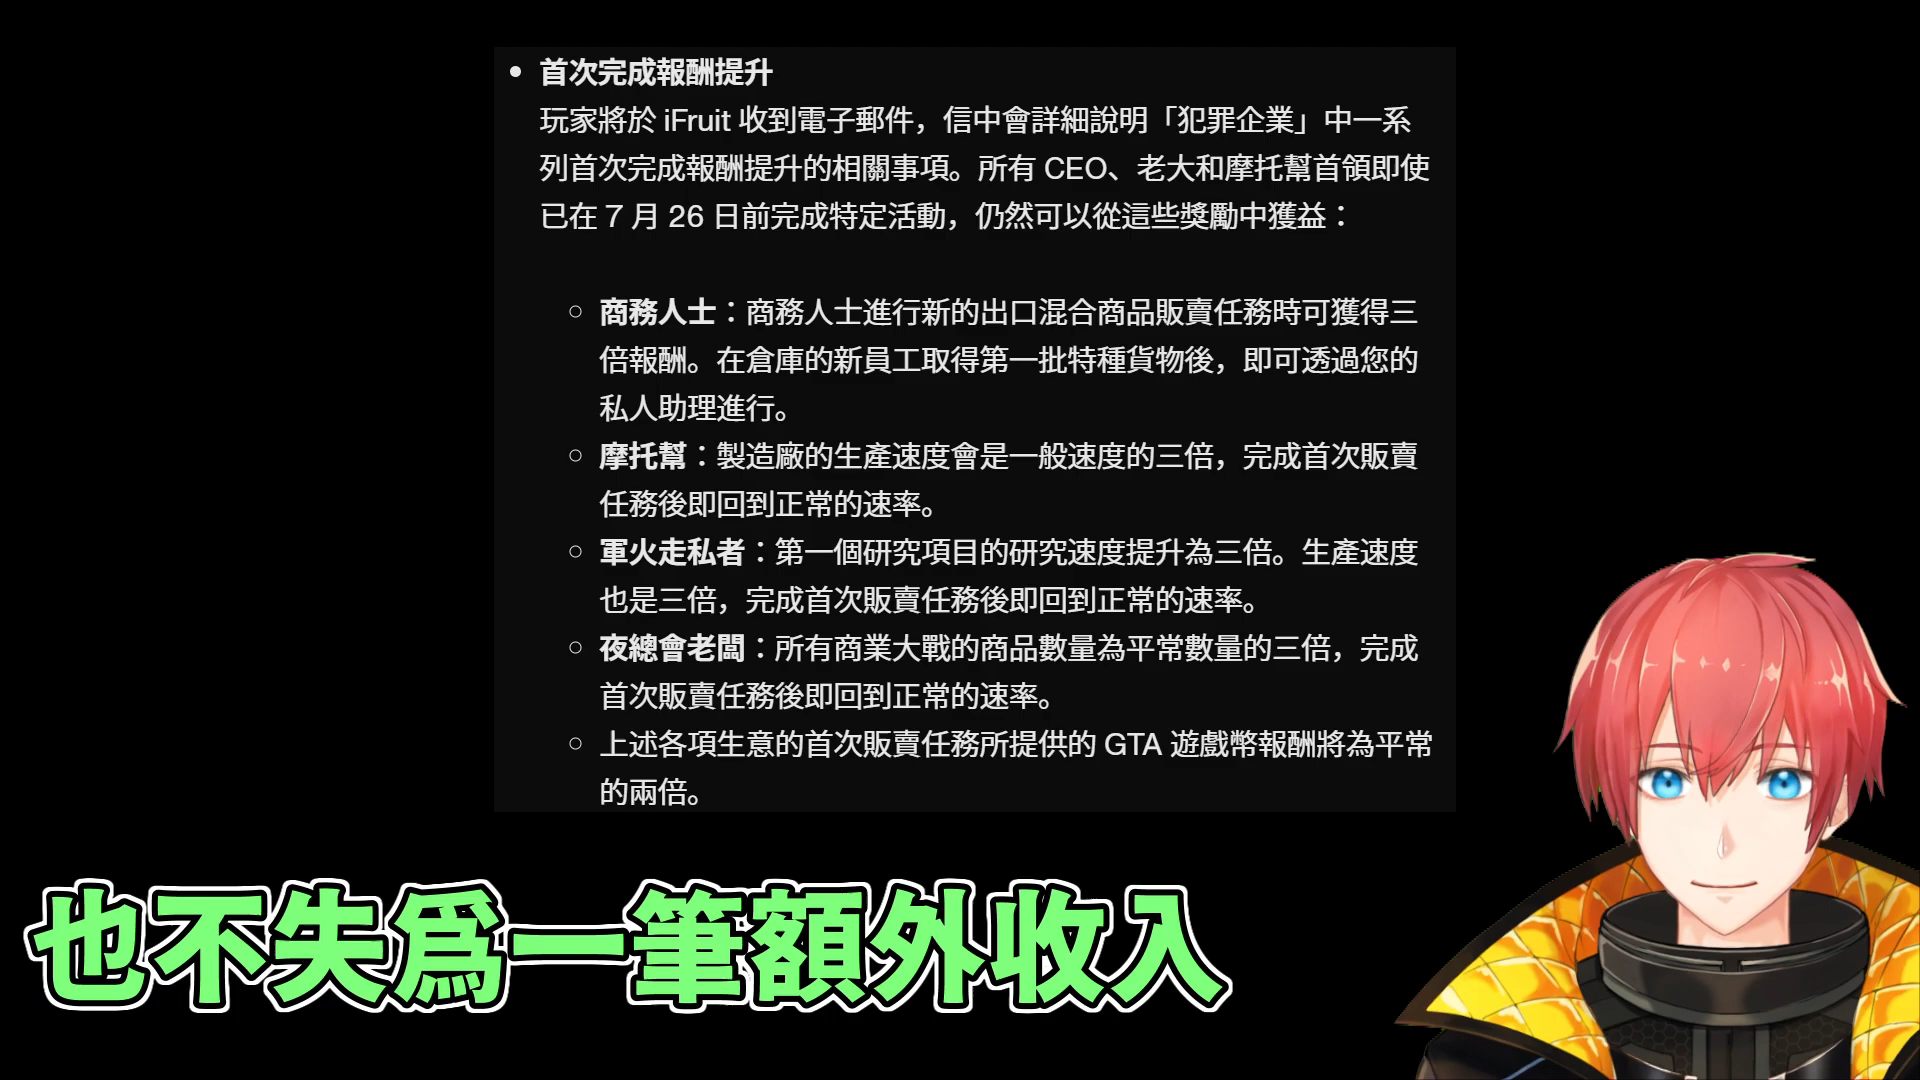 首次完成報酬提升
玩家將於 iFruit 收到電子郵件，信中會詳細說明「犯罪企業」中一系
列首次完成報酬提升的相關事項。所有 CEO、老大和摩托幫首領即使
已在 7 月 26 日前完成特定活動，仍然可以從這些獎勵中獲益：
商務人士：商務人士進行新的出口混合商品販賣任務時可獲得三
倍報酬。在倉庫的新員工取得第一批特種貨物後，即可透過您的
私人助理進行。
摩托幫：製造廠的生產速度會是一般速度的三倍，完成首次販賣
任務後即回到正常的速率。
軍火走私者：第一個研究項目的研究速度提升為三倍。生產速度
也是三倍，完成首次販賣任務後即回到正常的速率。
夜總會老闆：所有商業大戰的商品數量為平常數量的三倍，完成
首次販賣任務後即回到正常的速率。
上述各項生意的首次販賣任務所提供的 GTA 遊戲幣報酬將為平常
的兩倍。
也不失爲一筆額外收入